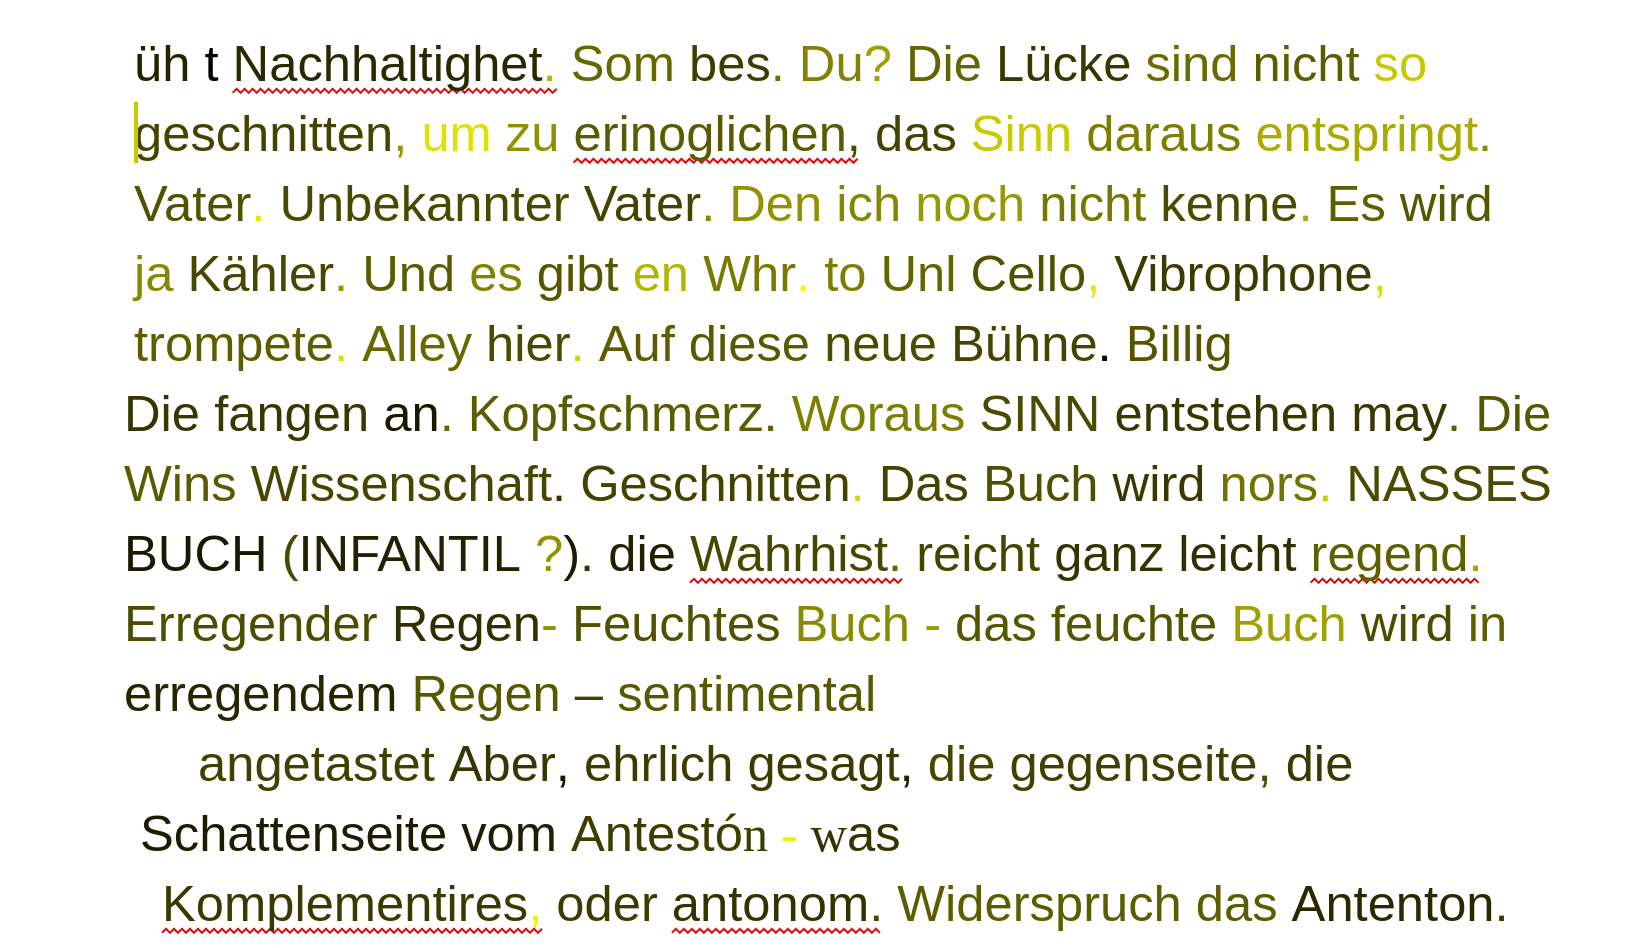 üh t Nachhaltighet. Som bes. Du? Die Lücke sind nicht so
geschnitten, um zu erinoglichen, das Sinn daraus entspringt.
Vater. Unbekannter Vater. Den ich noch nicht kenne. Es wird
ja Kähler. Und es gibt en Whr. to Unl Cello, Vibrophone,
trompete. Alley hier. Auf diese neue Bühne. Billig
Die fangen an. Kopfschmerz. Woraus SINN entstehen may. Die
Wins Wissenschaft. Geschnitten. Das Buch wird nors. NASSES
BUCH (INFANTIL ?). die Wahrhist. reicht ganz leicht regend.
Erregender Regen- Feuchtes Buch - das feuchte Buch wird in
erregendem Regen – sentimental
angetastet Aber, ehrlich gesagt, die gegenseite, die
Schattenseite vom Antestón - was
Komplementires, oder antonom. Widerspruch das Antenton.